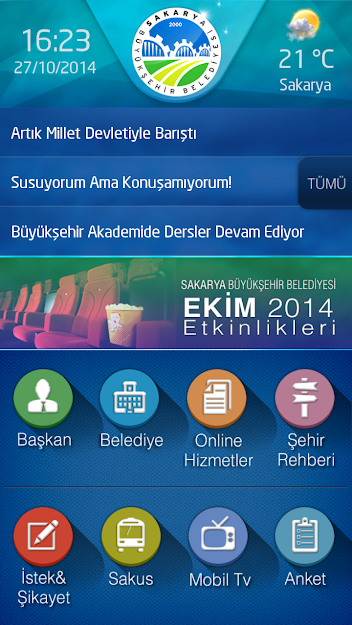 16:23
27/10/2014
SAKARYA
2000
BÜYÜKŞEHİR BELEDİYESİ
21 °C
Sakarya
Artık Millet Devletiyle Barıştı
Susuyorum Ama Konuşamıyorum!
TÜMÜ
Büyükşehir Akademide Dersler Devam Ediyor
SAKARYA BÜYÜKŞEHİR BELEDİYESİ
EKİM 2014
Etkinlikleri
Başkan
Belediye
Online
Hizmetler
Şehir
Rehberi
İstek&
Şikayet
Sakus
Mobil Tv
Anket